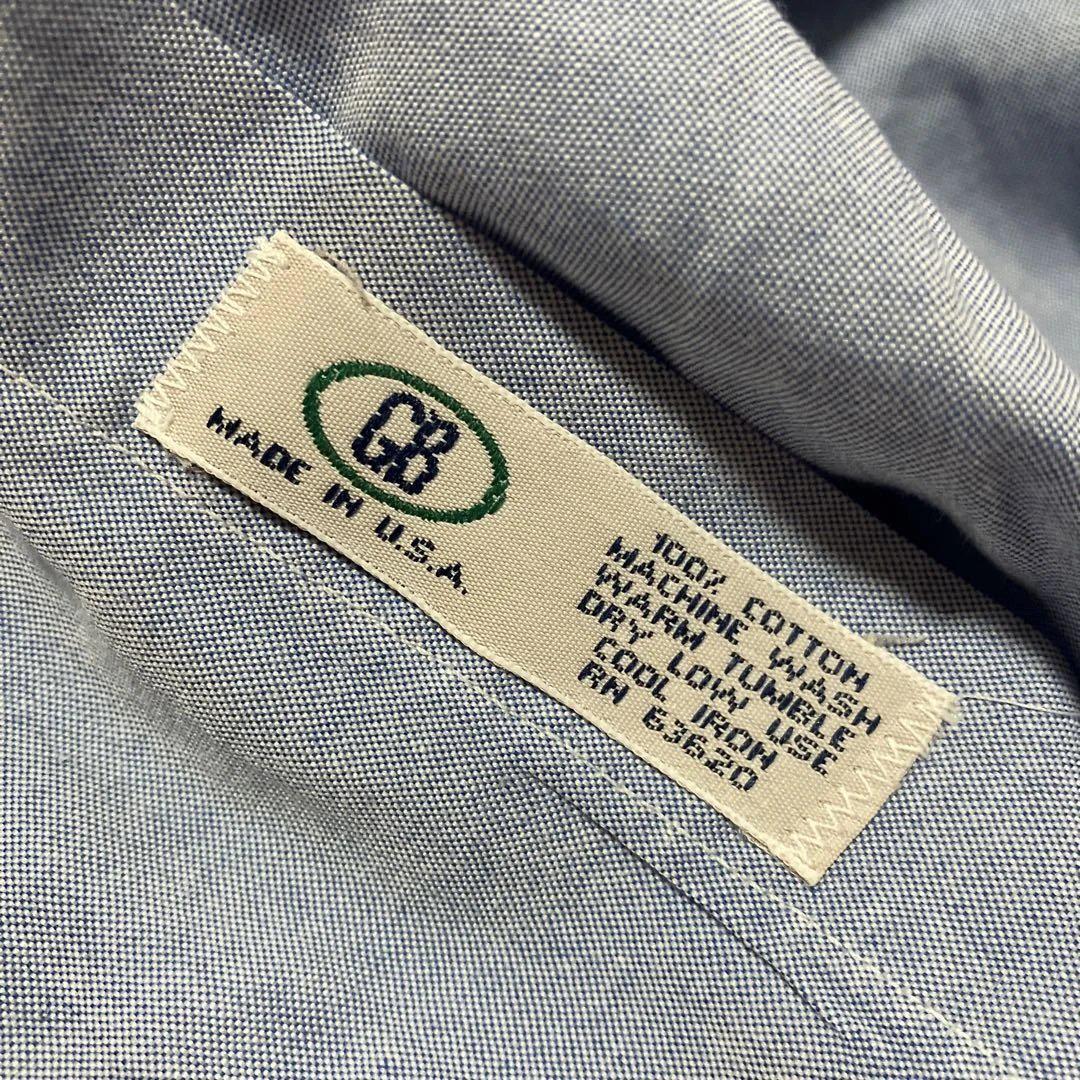 GB
MADE IN U.S.A.
100% COTTON
MACHINE WASH
WARM TUMBLE
DRY LOW USE
COOL IRON
RN 63620